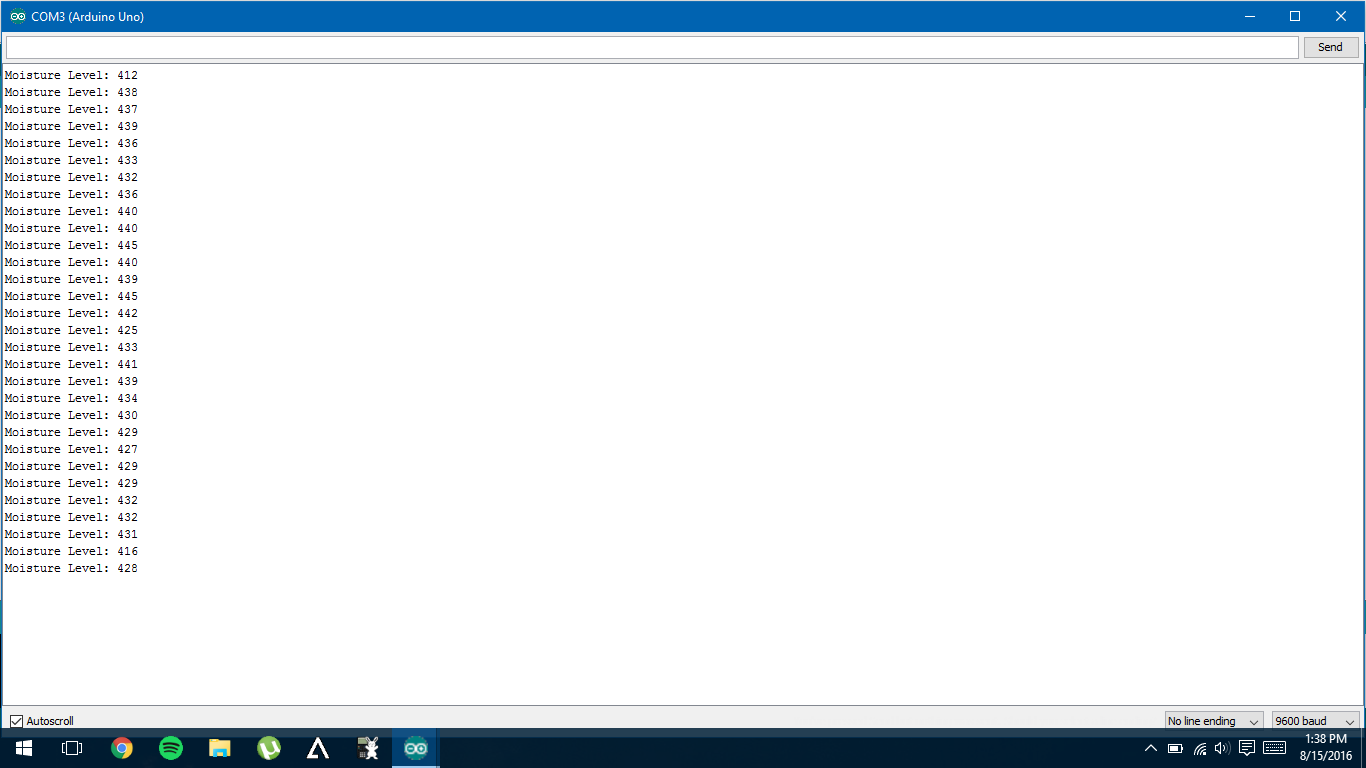 COM3 (Arduino Uno)
Send
Moisture Level: 412
Moisture Level: 438
Moisture Level: 437
Moisture Level: 439
Moisture Level: 436
Moisture Level: 433
Moisture Level: 432
Moisture Level: 436
Moisture Level: 440
Moisture Level: 440
Moisture Level: 445
Moisture Level: 440
Moisture Level: 439
Moisture Level: 445
Moisture Level: 442
Moisture Level: 425
Moisture Level: 433
Moisture Level: 441
Moisture Level: 439
Moisture Level: 434
Moisture Level: 430
Moisture Level: 429
Moisture Level: 427
Moisture Level: 429
Moisture Level: 429
Moisture Level: 432
Moisture Level: 432
Moisture Level: 431
Moisture Level: 416
Moisture Level: 428
Autoscroll
No line ending
9600 baud
1:38 PM
8/15/2016